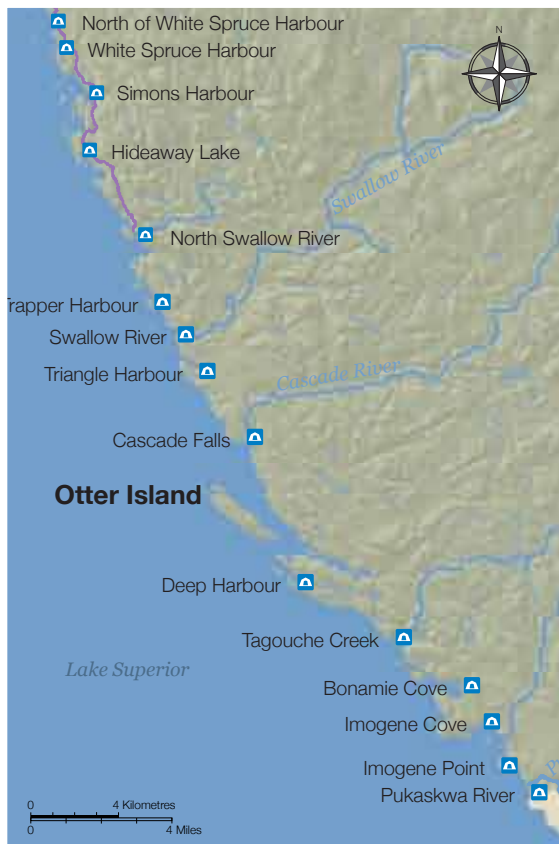 N
North of White Spruce Harbour
White Spruce Harbour
Simons Harbour
Hideaway Lake
Swallow River
North Swallow River
Trapper Harbour
Swallow River
Triangle Harbour
Cascade River
Cascade Falls
Otter Island
Deep Harbour
Tagouche Creek
Lake Superior
Bonamie Cove
Imogene Cove
Imogene Point
Pukaskwa River
0 4 Kilometres
0 4 Miles